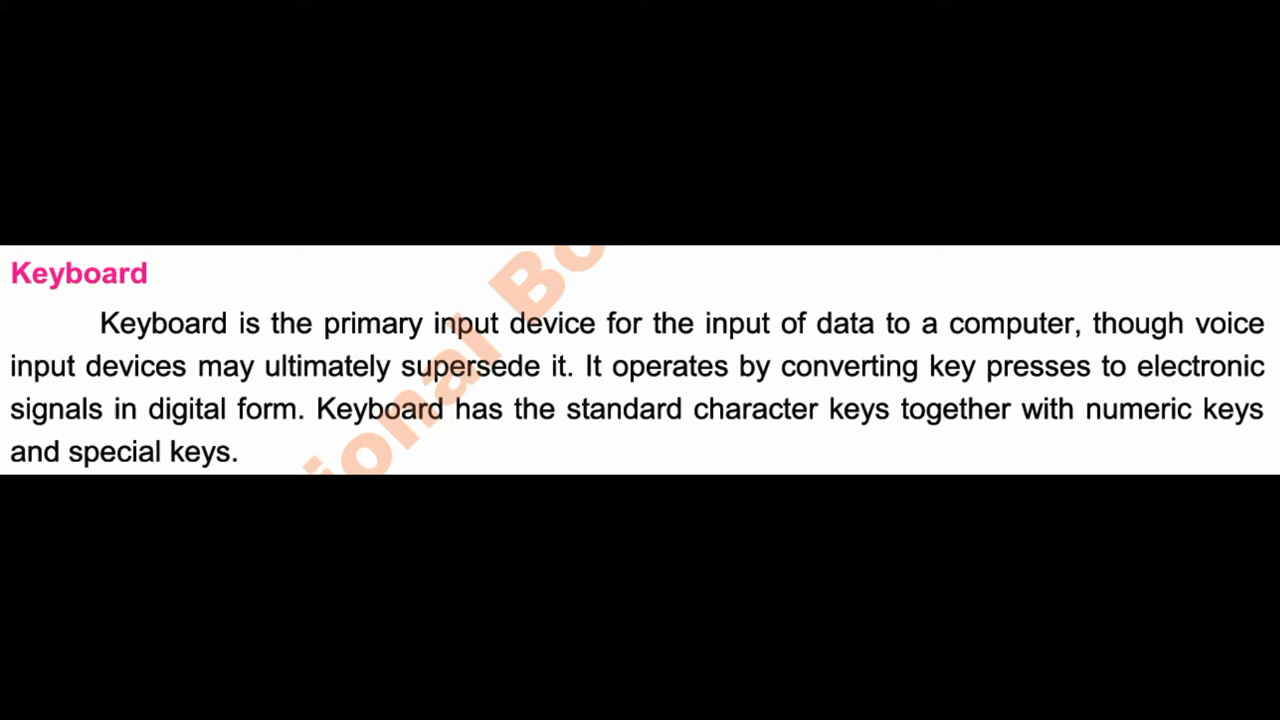 Keyboard
Keyboard is the primary input device for the input of data to a computer, though voice
input devices may ultimately supersede it. It operates by converting key presses to electronic
signals in digital form. Keyboard has the standard character keys together with numeric keys
and special keys.
ional Bo